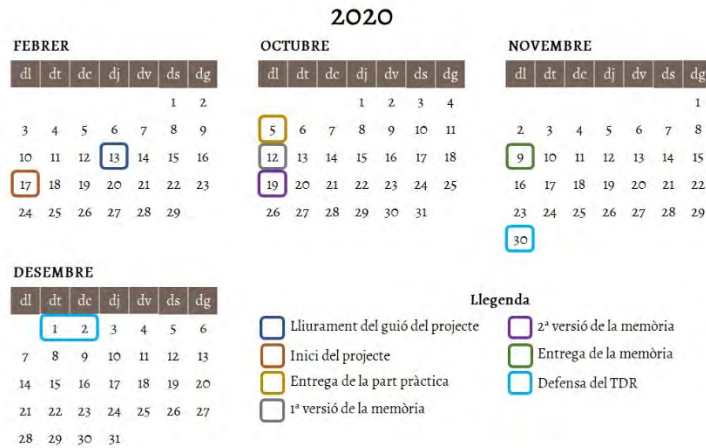 2020
FEBRER
dl dt dc dj dv ds dg
1 2
3 4 5 6 7 8 9
10 11 12 13 14 15 16
17 18 19 20 21 22 23
24 25 26 27 28 29
OCTUBRE
dl dt dc dj dv ds dg
1 2 3 4
5 6 7 8 9 10 11
12 13 14 15 16 17 18
19 20 21 22 23 24 25
26 27 28 29 30 31
NOVEMBRE
dl dt dc dj dv ds dg
1
2 3 4 5 6 7 8
9 10 11 12 13 14 15
16 17 18 19 20 21 22
23 24 25 26 27 28 29
30
DESEMBRE
dl dt dc dj dv ds dg
1 2 3 4 5 6
7 8 9 10 11 12 13
14 15 16 17 18 19 20
21 22 23 24 25 26 27
28 29 30 31
Llegenda
Lliurament del guió del projecte
Inici del projecte
Entrega de la part pràctica
1ª versió de la memòria
2ª versió de la memòria
Entrega de la memòria
Defensa del TDR